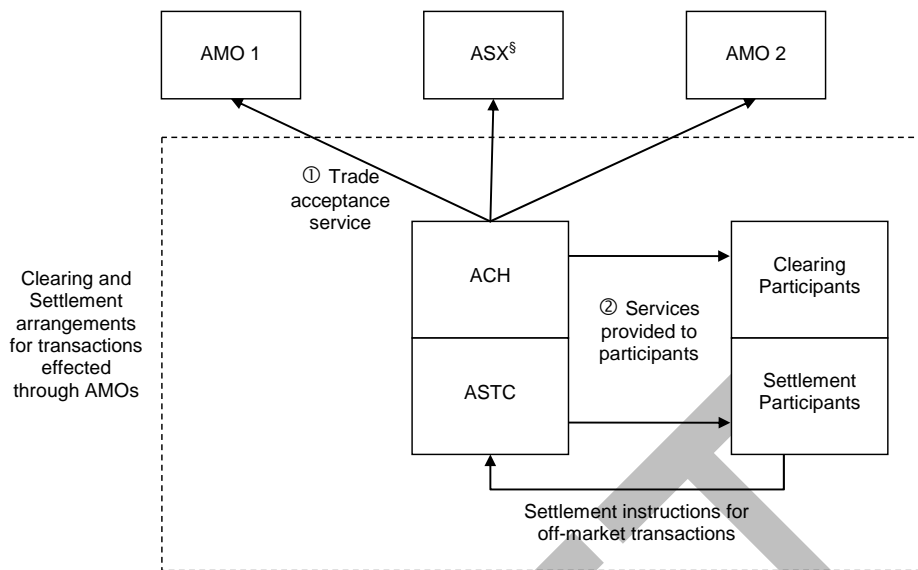 AMO 1
ASX§
AMO 2
① Trade
acceptance
service
ACH
Clearing
Participants
Clearing and
Settlement
arrangements
for transactions
effected
through AMOs
② Services
provided to
participants
ASTC
Settlement
Participants
Settlement instructions for
off-market transactions